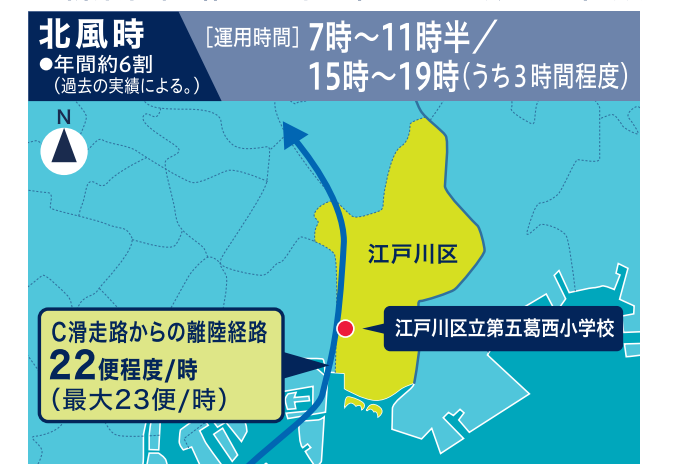 北風時
●年間約6割
(過去の実績による。)
[運用時間] 7時~11時半/
15時~19時(うち3時間程度)
N
江戸川区
C滑走路からの離陸経路
22便程度/時
(最大23便/時)
江戸川区立第五葛西小学校